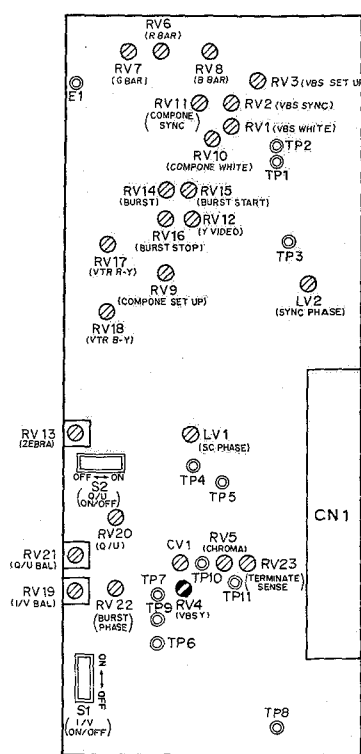 RV6
(R BAR)
RV7
(G BAR)
RV8
(B BAR)
E1
RV3 (VBS SET UP
RV11
(COMPONE
SYNC)
RV2 (VBS SYNC)
RV1 (VBS WHITE)
RV10
(COMPONE WHITE)
TP2
TP1
RV14
(BURST)
RV15
(BURST START)
RV16
(BURST STOP)
RV12
(Y VIDEO)
RV17
(VTR R-Y)
TP3
RV9
(COMPONE SET UP)
LV2
(SYNC PHASE)
RV18
(VTR B-Y)
RV13
(ZEBRA)
LV1
(SC PHASE)
OFF ↔ ON
S2
(Q/U
ON/OFF)
TP4
TP5
CN1
RV20
(Q/U)
RV21
(Q/U BAL)
CV1
RV5
(CHROMA)
TP10
RV23
(TERMINATE
SENSE)
TP11
RV19
(I/V BAL)
RV22
(BURST
PHASE)
TP7
TP9
RV4
(VBS Y)
TP6
ON ↔ OFF
S1
(I/V
ON/OFF)
TP8